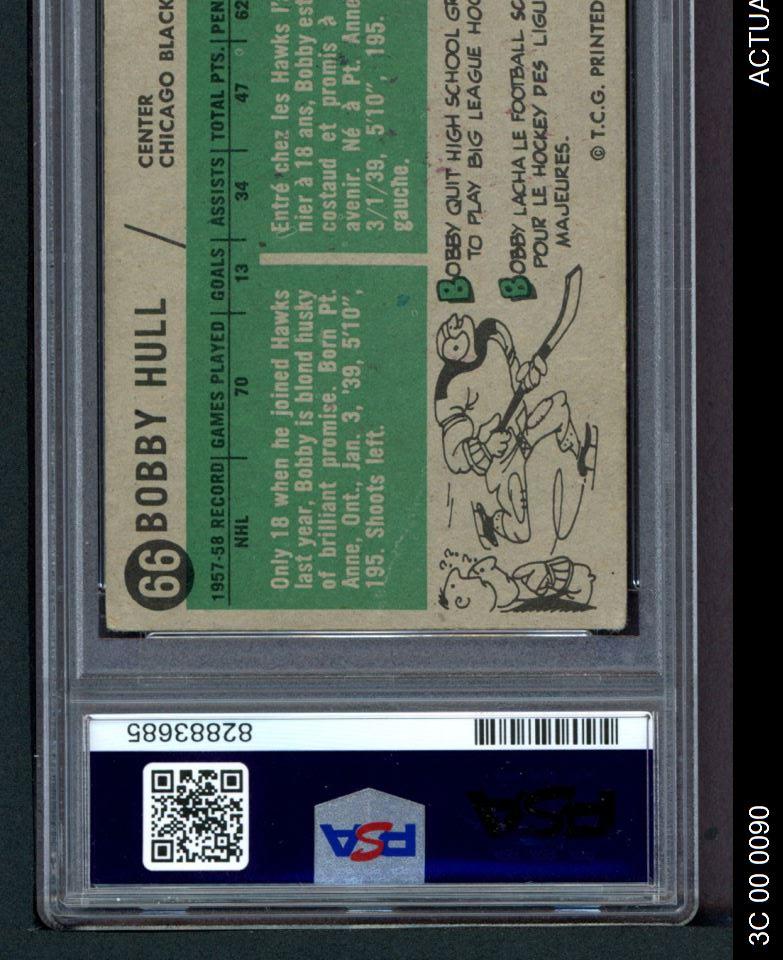 66 BOBBY HULL / CENTER
CHICAGO BLACK
1957-58 RECORD GAMES PLAYED GOALS ASSISTS TOTAL PTS. PEN
NHL 70 13 34 47 62
Only 18 when he joined Hawks
last year, Bobby is blond husky
of brilliant promise. Born Pt.
Anne, Ont., Jan. 3, '39, 5'10",
195. Shoots left.
Entré chez les Hawks l'
nier à 18 ans, Bobby est
costaud et promis à
avenir. Né à Pt. Anne
3/1/39, 5'10", 195.
gauche.
??
BOBBY QUIT HIGH SCHOOL GR
TO PLAY BIG LEAGUE HOC
BOBBY LACHA LE FOOTBALL SC
POUR LE HOCKEY DES LIGU
MAJEURES.
© T.C.G. PRINTED
82883685
PSA
PSA
3C 00 0090
ACTUA